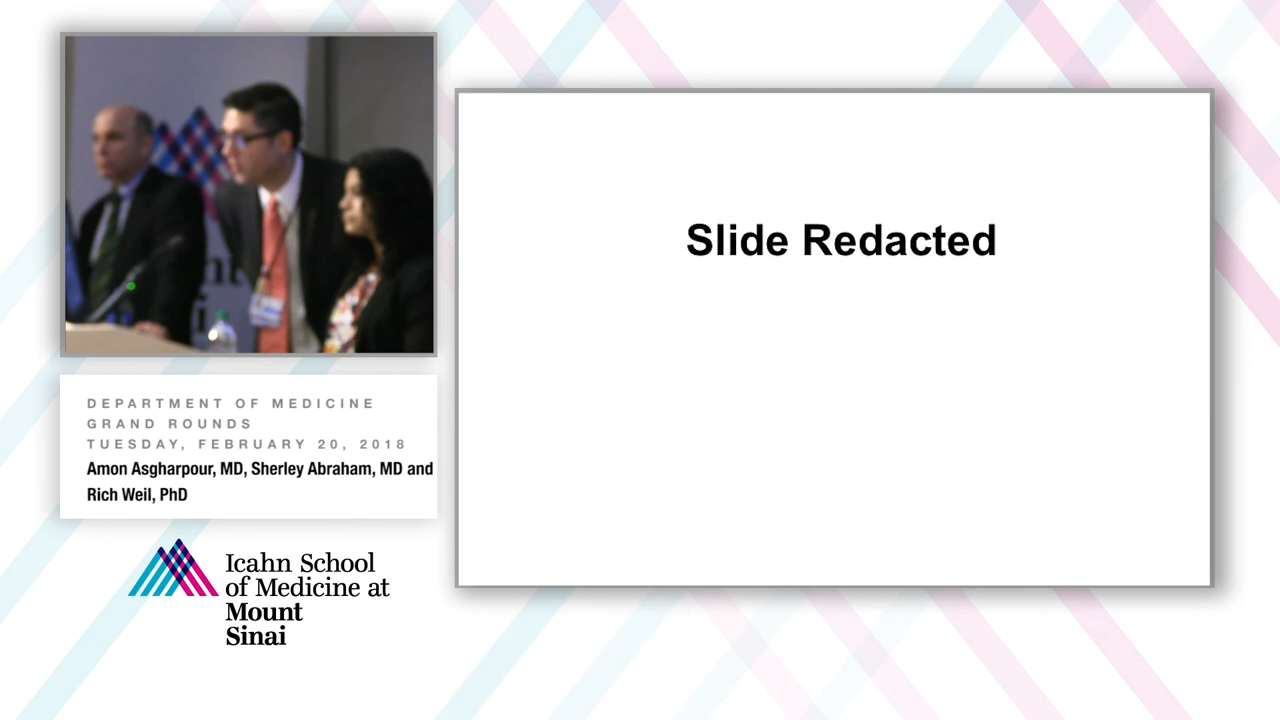 DEPARTMENT OF MEDICINE
GRAND ROUNDS
TUESDAY, FEBRUARY 20, 2018
Amon Asgharpour, MD, Sherley Abraham, MD and
Rich Weil, PhD
Icahn School
of Medicine at
Mount
Sinai
Slide Redacted